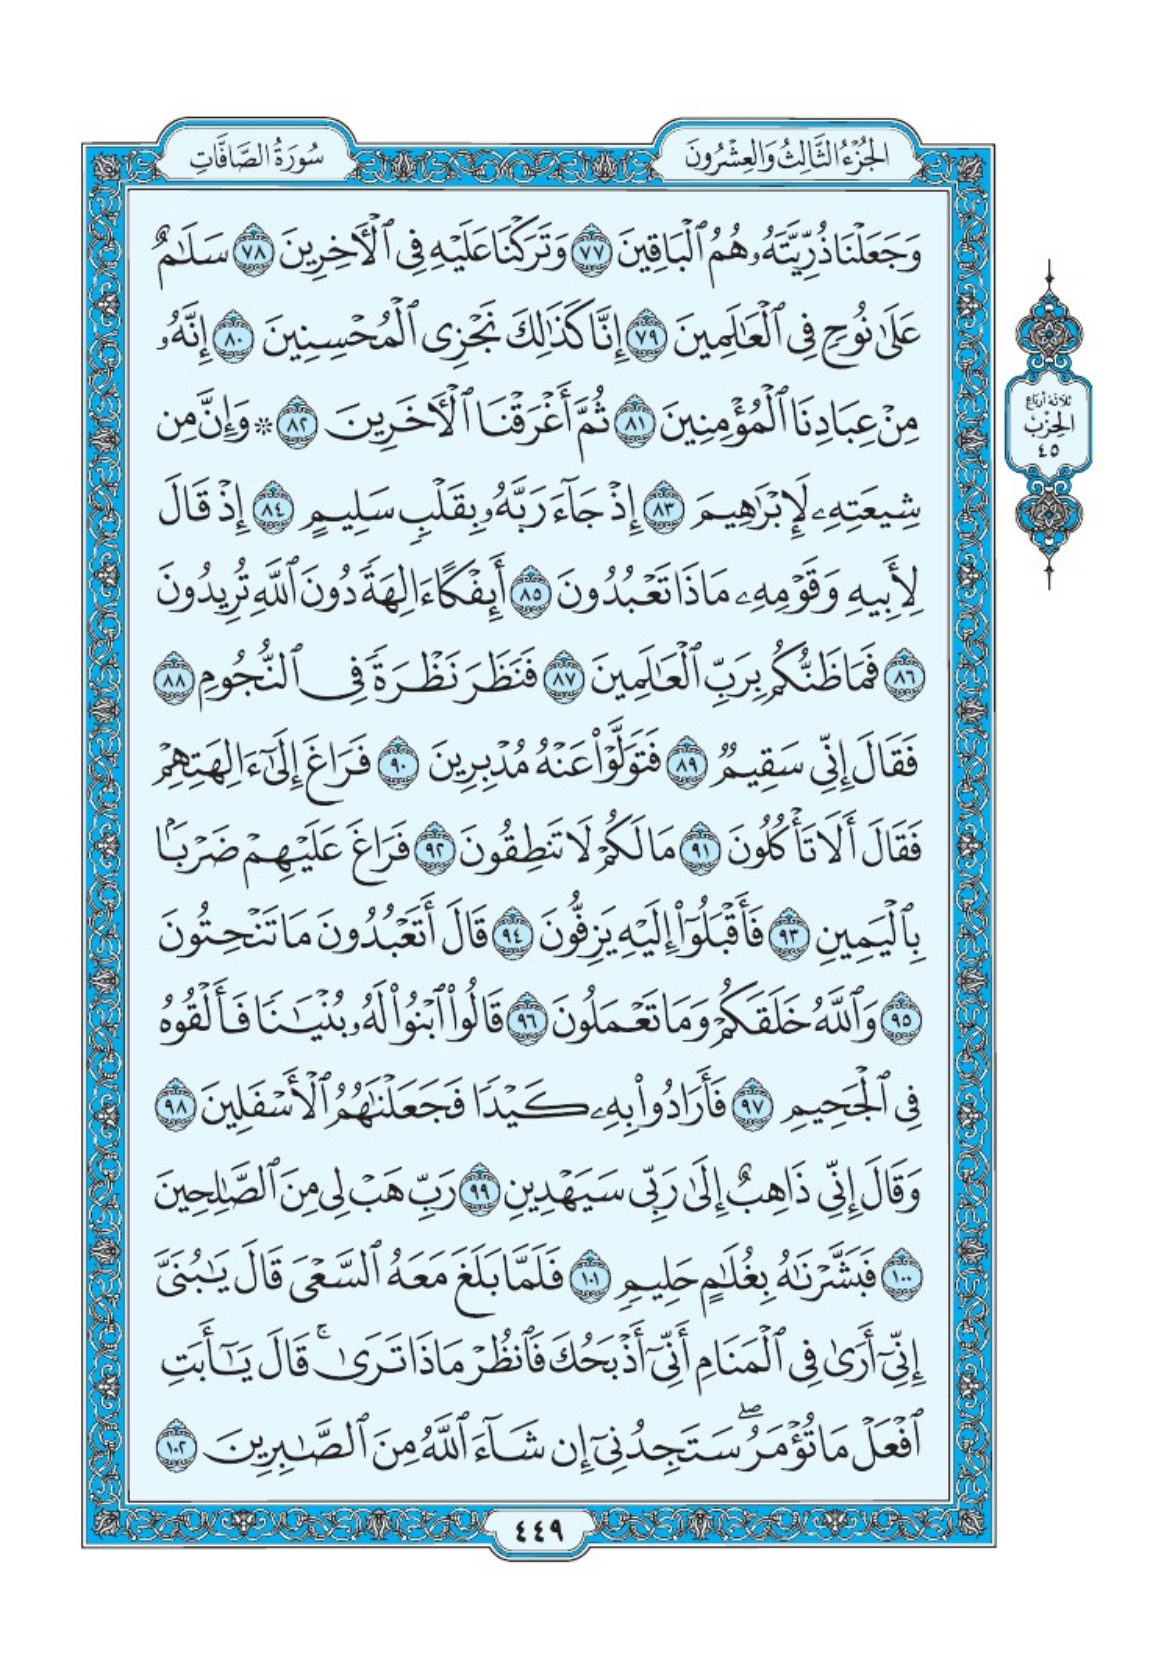 الجُزْءُ الثَّالِثُ وَالعِشْرُونَ
سُورَةُ الصَّافَّاتِ
وَجَعَلْنَا ذُرِّيَّتَهُۥ هُمُ ٱلْبَاقِينَ ٧٧ وَتَرَكْنَا عَلَيْهِ فِى ٱلْأَخِرِينَ ٧٨ سَلَٰمٌ
عَلَىٰ نُوحٍ فِى ٱلْعَٰلَمِينَ ٧٩ إِنَّا كَذَٰلِكَ نَجْزِى ٱلْمُحْسِنِينَ ٨٠ إِنَّهُۥ
مِنْ عِبَادِنَا ٱلْمُؤْمِنِينَ ٨١ ثُمَّ أَغْرَقْنَا ٱلْأَخَرِينَ ٨٢ ۞ وَإِنَّ مِن
شِيعَتِهِۦ لَإِبْرَٰهِيمَ ٨٣ إِذْ جَآءَ رَبَّهُۥ بِقَلْبٍ سَلِيمٍ ٨٤ إِذْ قَالَ
لِأَبِيهِ وَقَوْمِهِۦ مَاذَا تَعْبُدُونَ ٨٥ أَئِفْكًا ءَالِهَةً دُونَ ٱللَّهِ تُرِيدُونَ
٨٦ فَمَا ظَنُّكُم بِرَبِّ ٱلْعَٰلَمِينَ ٨٧ فَنَظَرَ نَظْرَةً فِى ٱلنُّجُومِ ٨٨
فَقَالَ إِنِّى سَقِيمٌ ٨٩ فَتَوَلَّوْا۟ عَنْهُ مُدْبِرِينَ ٩٠ فَرَاغَ إِلَىٰٓ ءَالِهَتِهِمْ
فَقَالَ أَلَا تَأْكُلُونَ ٩١ مَا لَكُمْ لَا تَنطِقُونَ ٩٢ فَرَاغَ عَلَيْهِمْ ضَرْبًۢا
بِٱلْيَمِينِ ٩٣ فَأَقْبَلُوٓا۟ إِلَيْهِ يَزِفُّونَ ٩٤ قَالَ أَتَعْبُدُونَ مَا تَنْحِتُونَ
٩٥ وَٱللَّهُ خَلَقَكُمْ وَمَا تَعْمَلُونَ ٩٦ قَالُوا۟ ٱبْنُوا۟ لَهُۥ بُنْيَٰنًا فَأَلْقُوهُ
فِى ٱلْجَحِيمِ ٩٧ فَأَرَادُوا۟ بِهِۦ كَيْدًا فَجَعَلْنَٰهُمُ ٱلْأَسْفَلِينَ ٩٨
وَقَالَ إِنِّى ذَاهِبٌ إِلَىٰ رَبِّى سَيَهْدِينِ ٩٩ رَبِّ هَبْ لِى مِنَ ٱلصَّٰلِحِينَ
١٠٠ فَبَشَّرْنَٰهُ بِغُلَٰمٍ حَلِيمٍ ١٠١ فَلَمَّا بَلَغَ مَعَهُ ٱلسَّعْىَ قَالَ يَٰبُنَىَّ
إِنِّىٓ أَرَىٰ فِى ٱلْمَنَامِ أَنِّىٓ أَذْبَحُكَ فَٱنظُرْ مَاذَا تَرَىٰ ۚ قَالَ يَٰٓأَبَتِ
ٱفْعَلْ مَا تُؤْمَرُ ۖ سَتَجِدُنِىٓ إِن شَآءَ ٱللَّهُ مِنَ ٱلصَّٰبِرِينَ ١٠٢
ثلاثة أرباع
الحِزْب
٤٥
٤٤٩